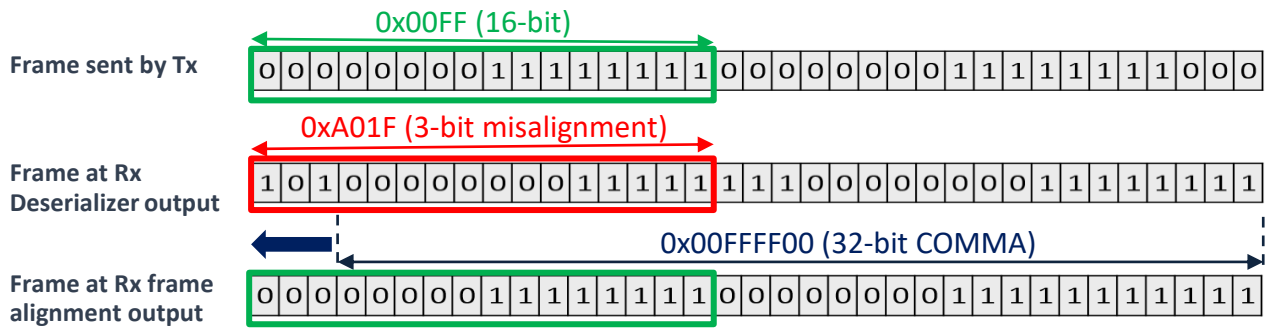 0x00FF (16-bit)
Frame sent by Tx
0 0 0 0 0 0 0 0 1 1 1 1 1 1 1 1 0 0 0 0 0 0 0 0 1 1 1 1 1 1 1 1 0 0 0
0xA01F (3-bit misalignment)
Frame at Rx
Deserializer output
1 0 1 0 0 0 0 0 0 0 0 1 1 1 1 1 1 1 1 0 0 0 0 0 0 0 0 1 1 1 1 1 1 1 1
0x00FFFF00 (32-bit COMMA)
Frame at Rx frame
alignment output
0 0 0 0 0 0 0 0 1 1 1 1 1 1 1 1 0 0 0 0 0 0 0 0 1 1 1 1 1 1 1 1 1 1 1